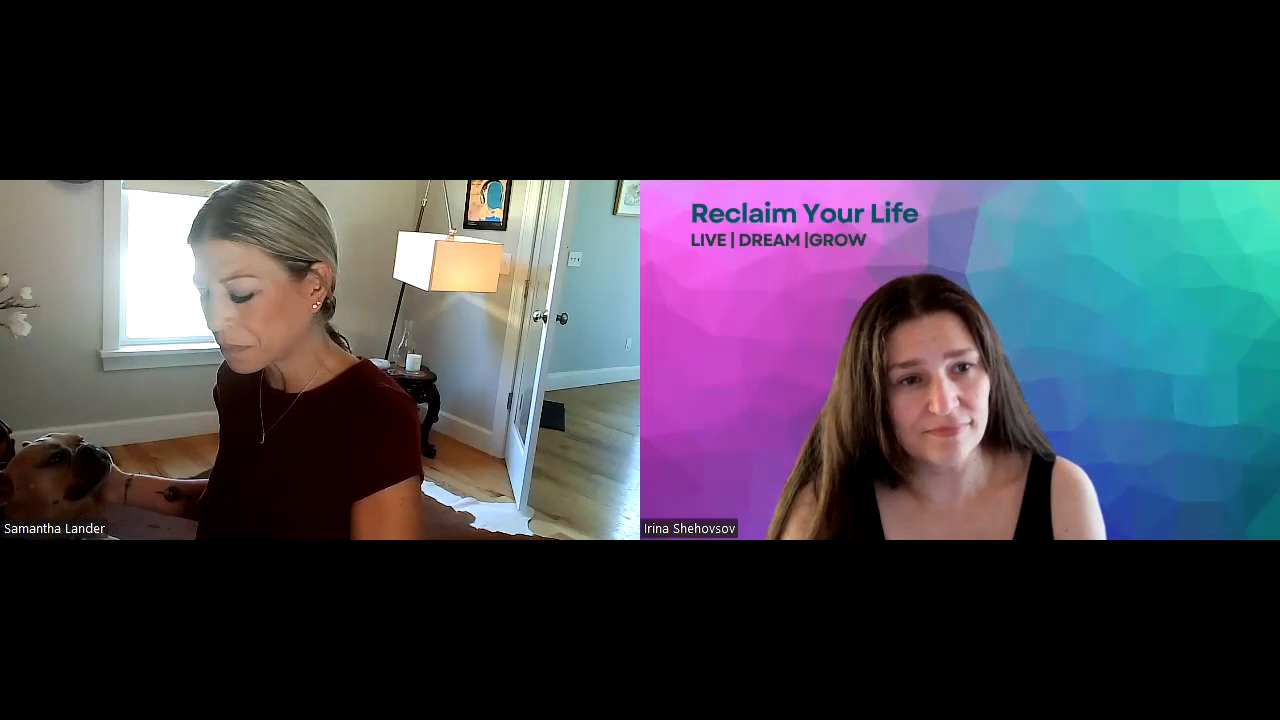 Reclaim Your Life
LIVE | DREAM |GROW
Samantha Lander
Irina Shehovsov